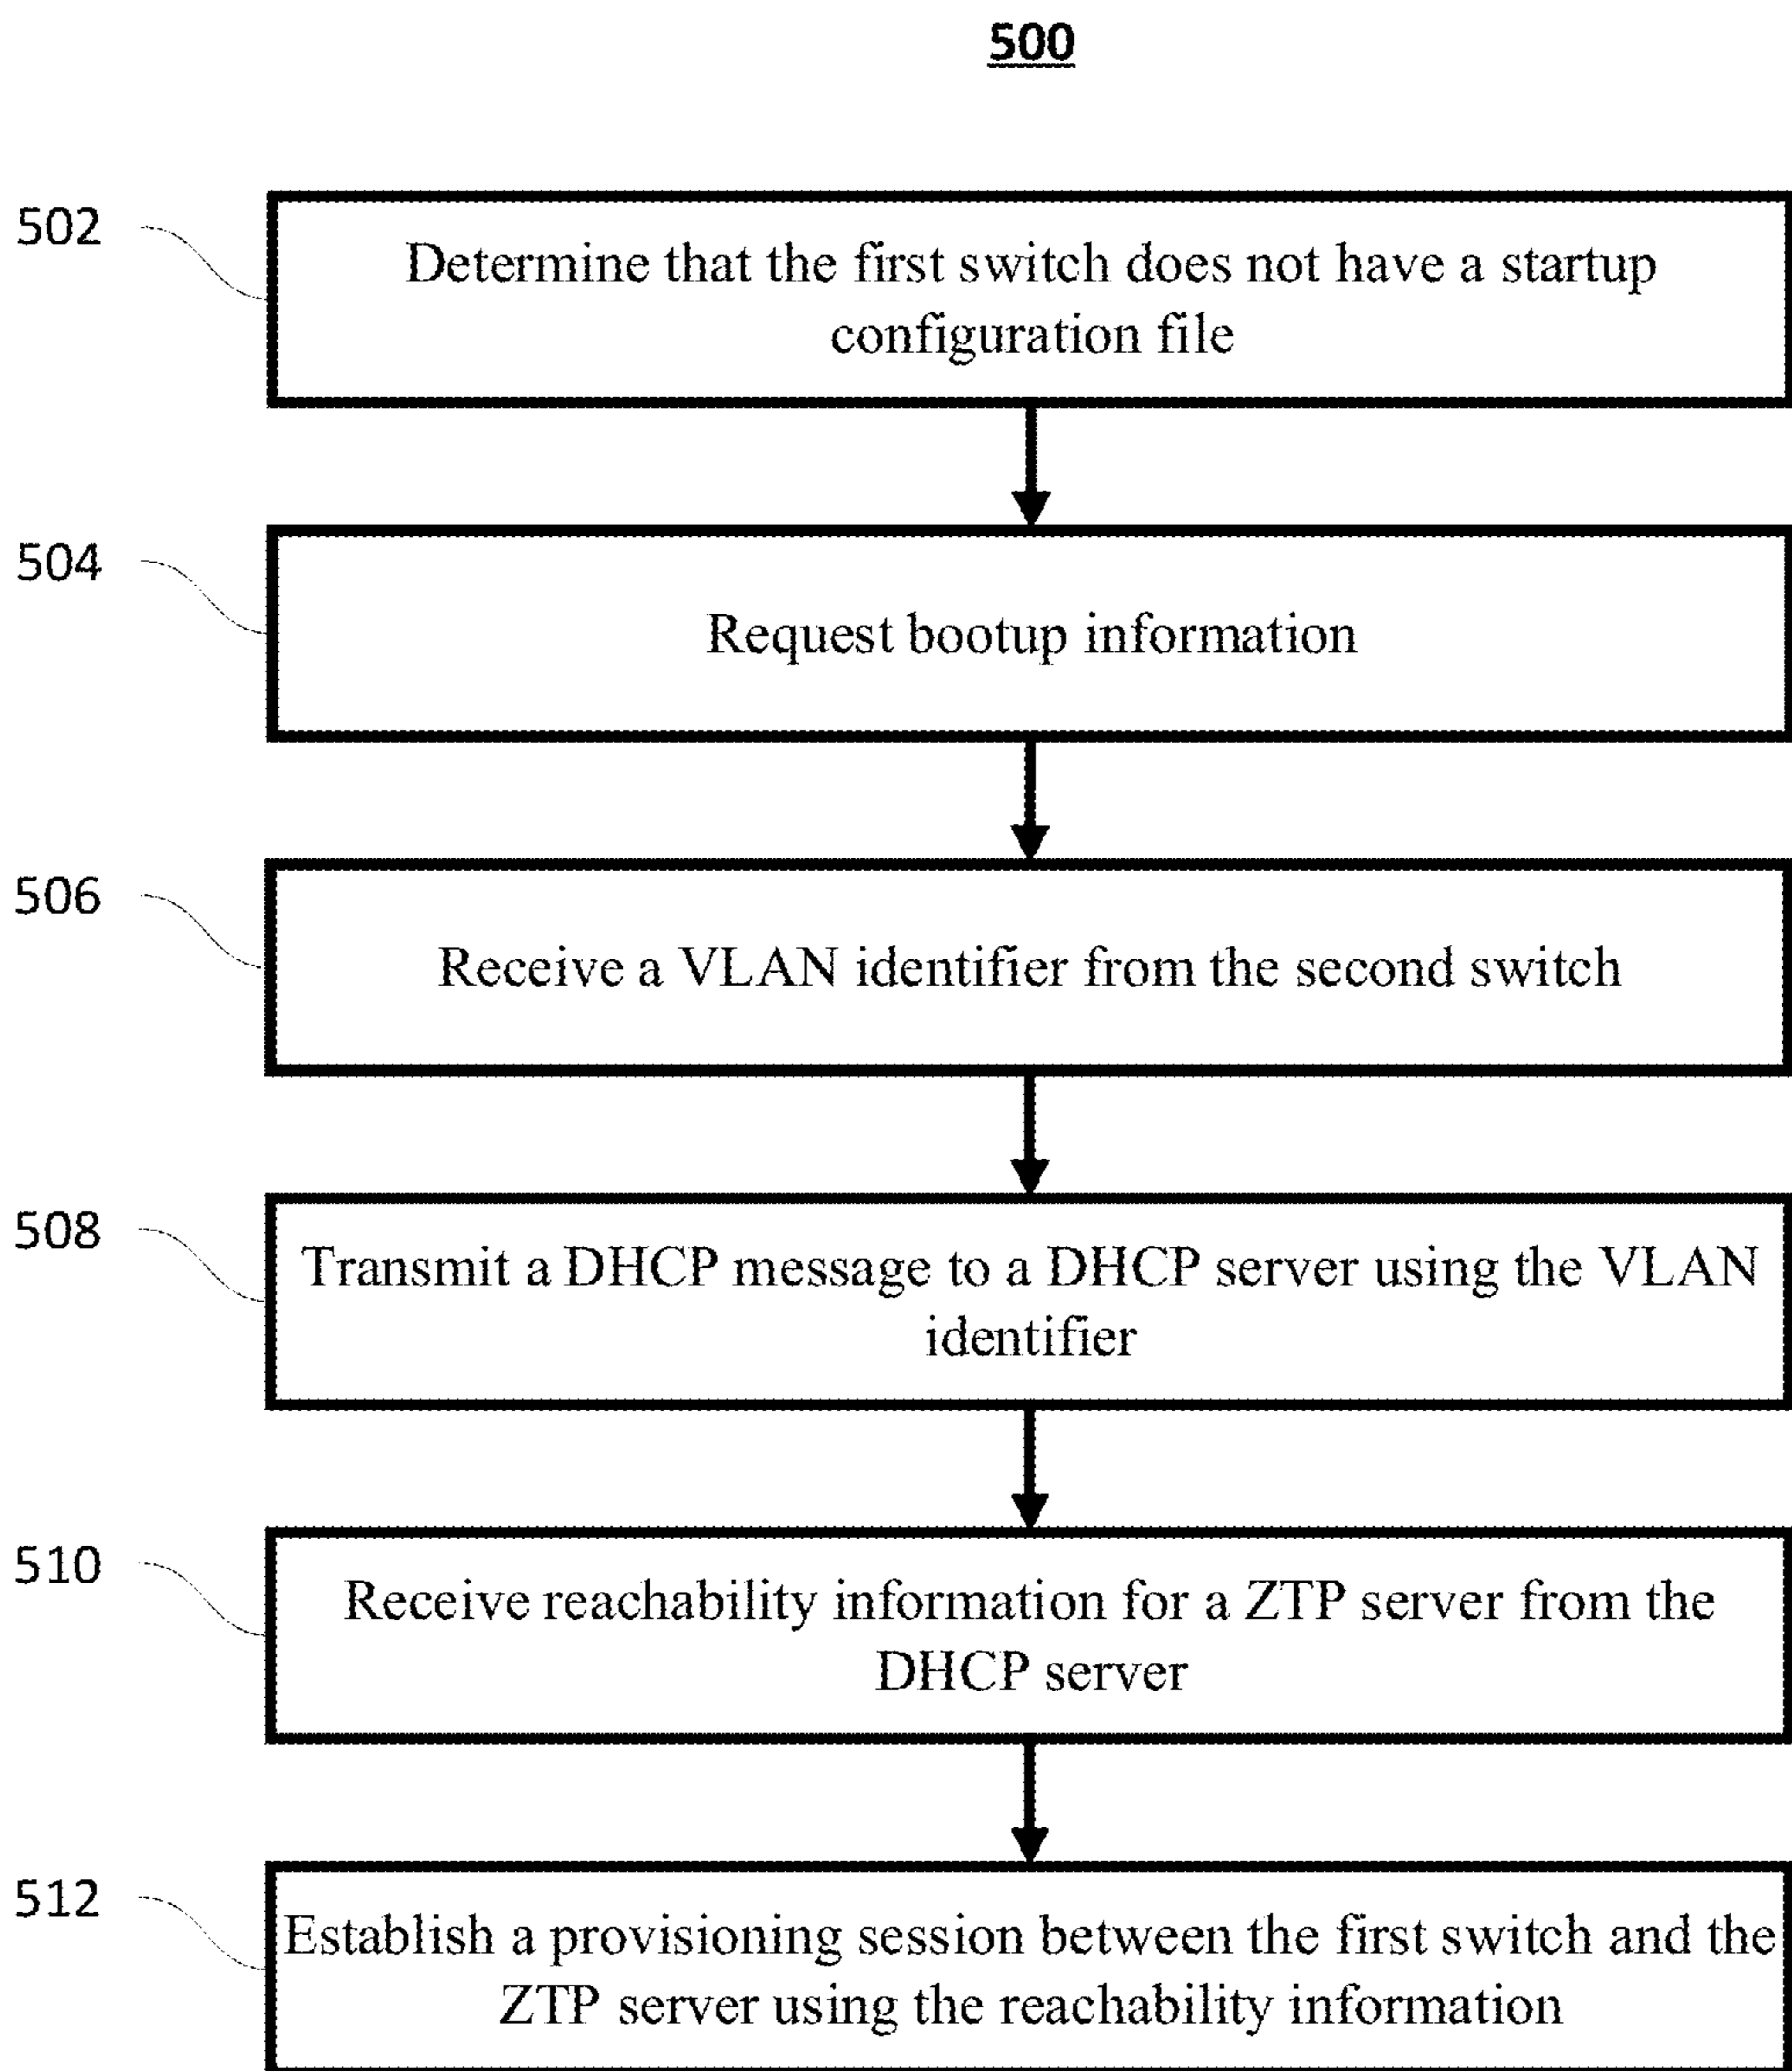 500
502
Determine that the first switch does not have a startup
configuration file
504
Request bootup information
506
Receive a VLAN identifier from the second switch
508
Transmit a DHCP message to a DHCP server using the VLAN
identifier
510
Receive reachability information for a ZTP server from the
DHCP server
512
Establish a provisioning session between the first switch and the
ZTP server using the reachability information